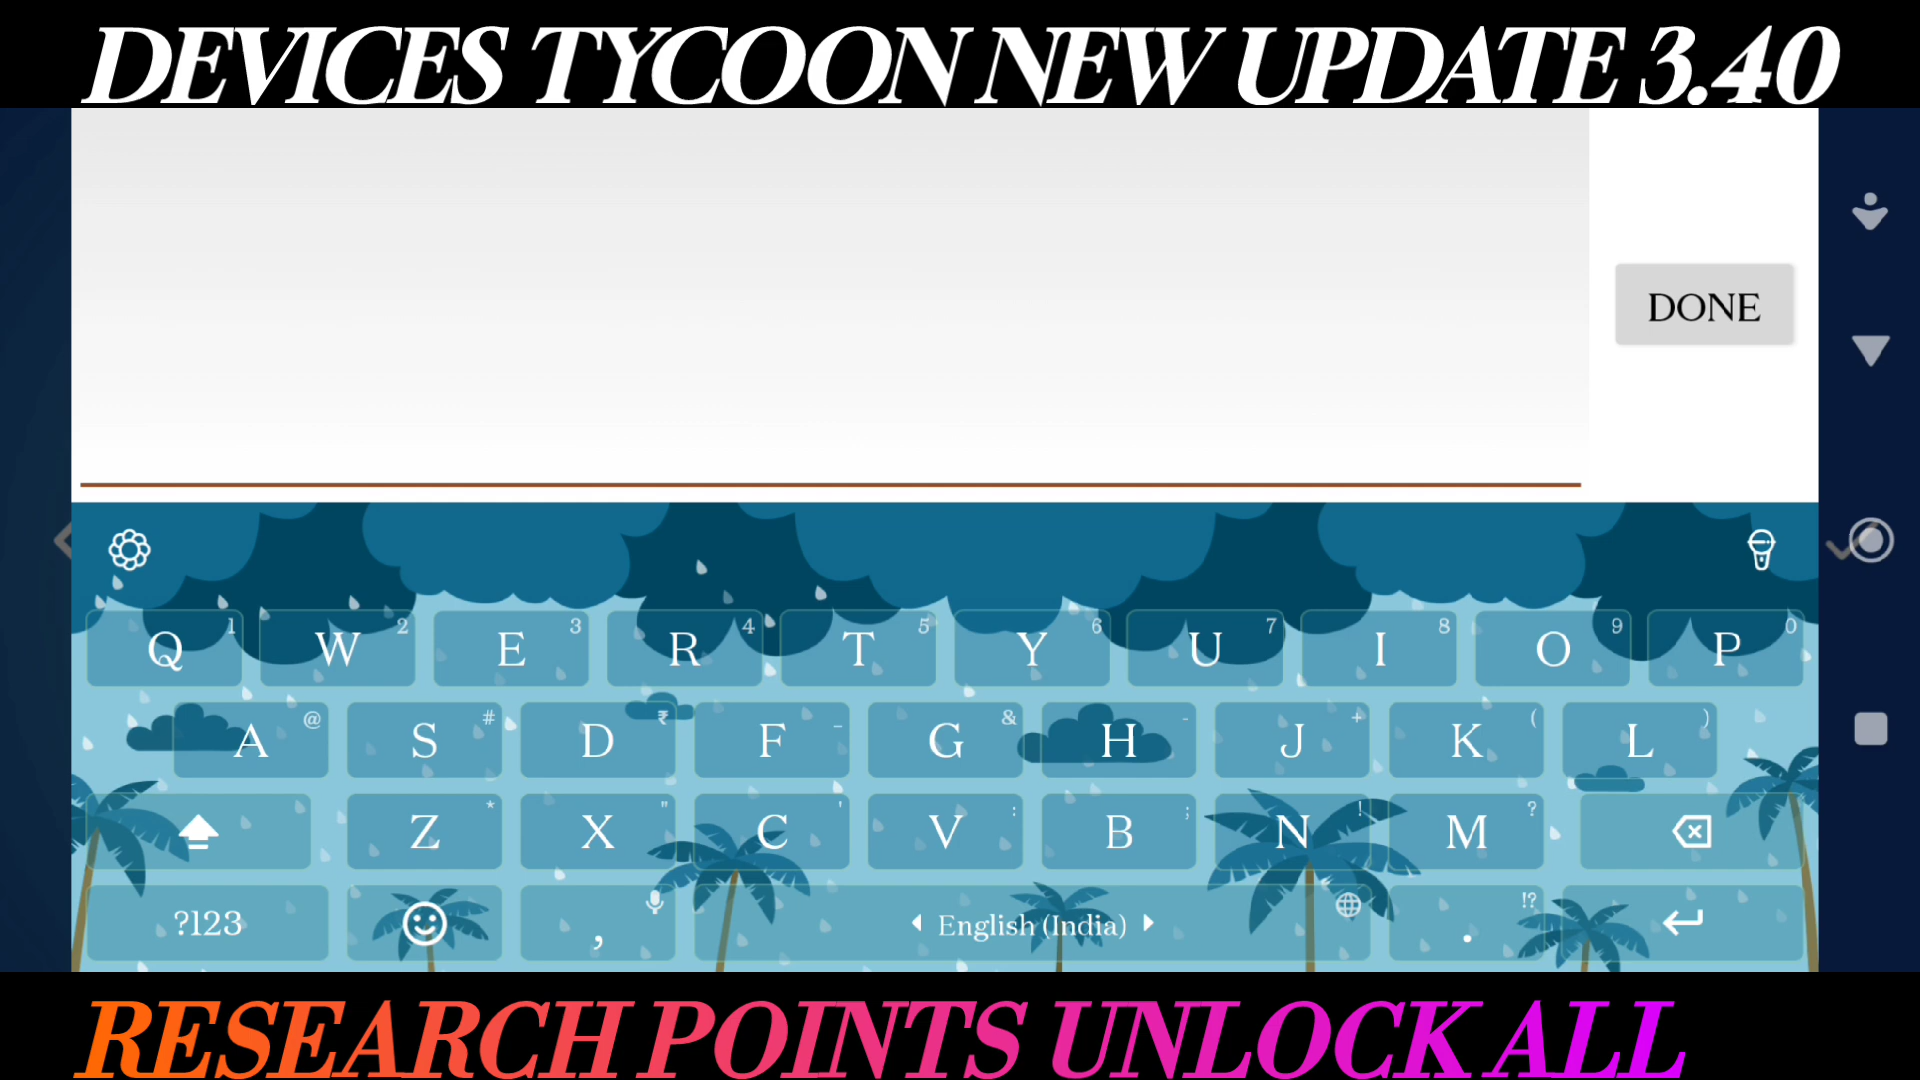 DEVICES TYCOON NEW UPDATE 3.40
DONE
Q 1 W 2 E 3 R 4 T 5 Y 6 U 7 I 8 O 9 P 0
A @ S # D ₹ F _ G & H - J + K ( L )
Z * X " C ' V : B ; N ! M ?
?123 , English (India) . !?
RESEARCH POINTS UNLOCK ALL